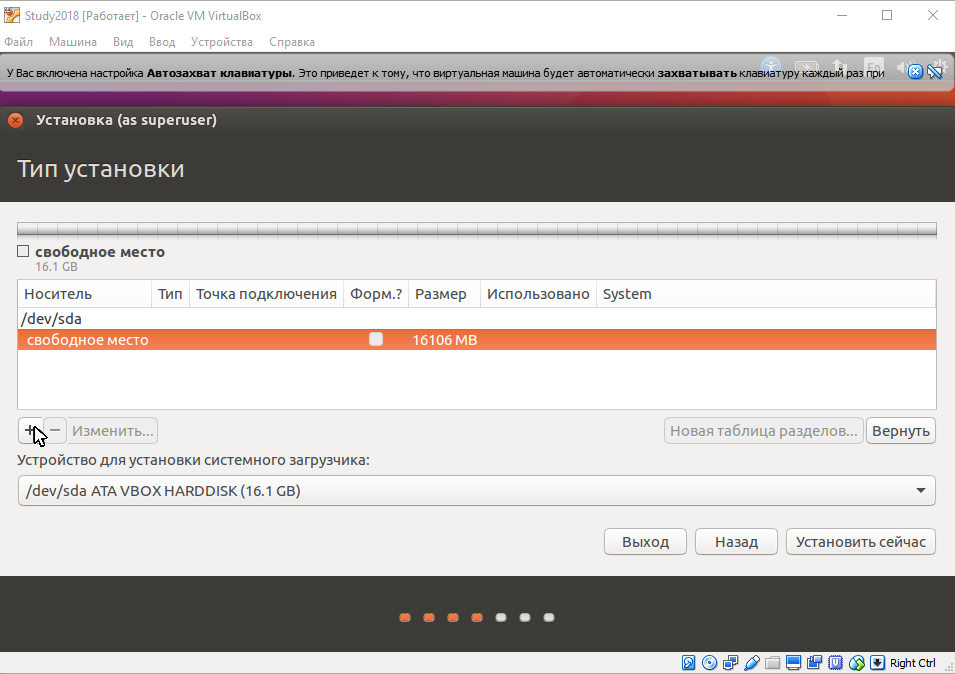 Study2018 [Работает] - Oracle VM VirtualBox
Файл Машина Вид Ввод Устройства Справка
У Вас включена настройка Автозахват клавиатуры. Это приведет к тому, что виртуальная машина будет автоматически захватывать клавиатуру каждый раз при
En
Установка (as superuser)
Тип установки
свободное место
16.1 GB
Носитель Тип Точка подключения Форм.? Размер Использовано System
/dev/sda
свободное место 16106 MB
+ − Изменить... Новая таблица разделов... Вернуть
Устройство для установки системного загрузчика:
/dev/sda ATA VBOX HARDDISK (16.1 GB)
Выход Назад Установить сейчас
Right Ctrl